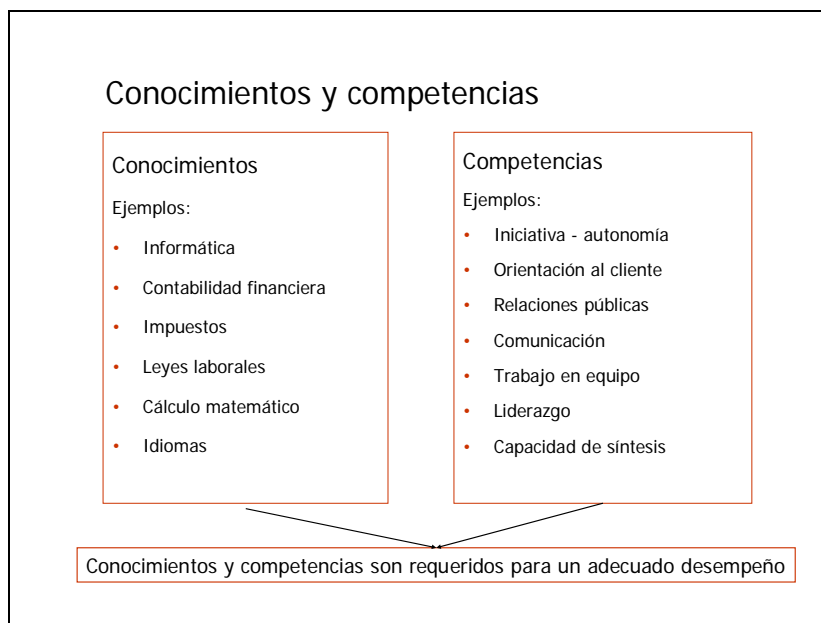 Conocimientos y competencias
Conocimientos
Ejemplos:
• Informática
• Contabilidad financiera
• Impuestos
• Leyes laborales
• Cálculo matemático
• Idiomas
Competencias
Ejemplos:
• Iniciativa - autonomía
• Orientación al cliente
• Relaciones públicas
• Comunicación
• Trabajo en equipo
• Liderazgo
• Capacidad de síntesis
Conocimientos y competencias son requeridos para un adecuado desempeño